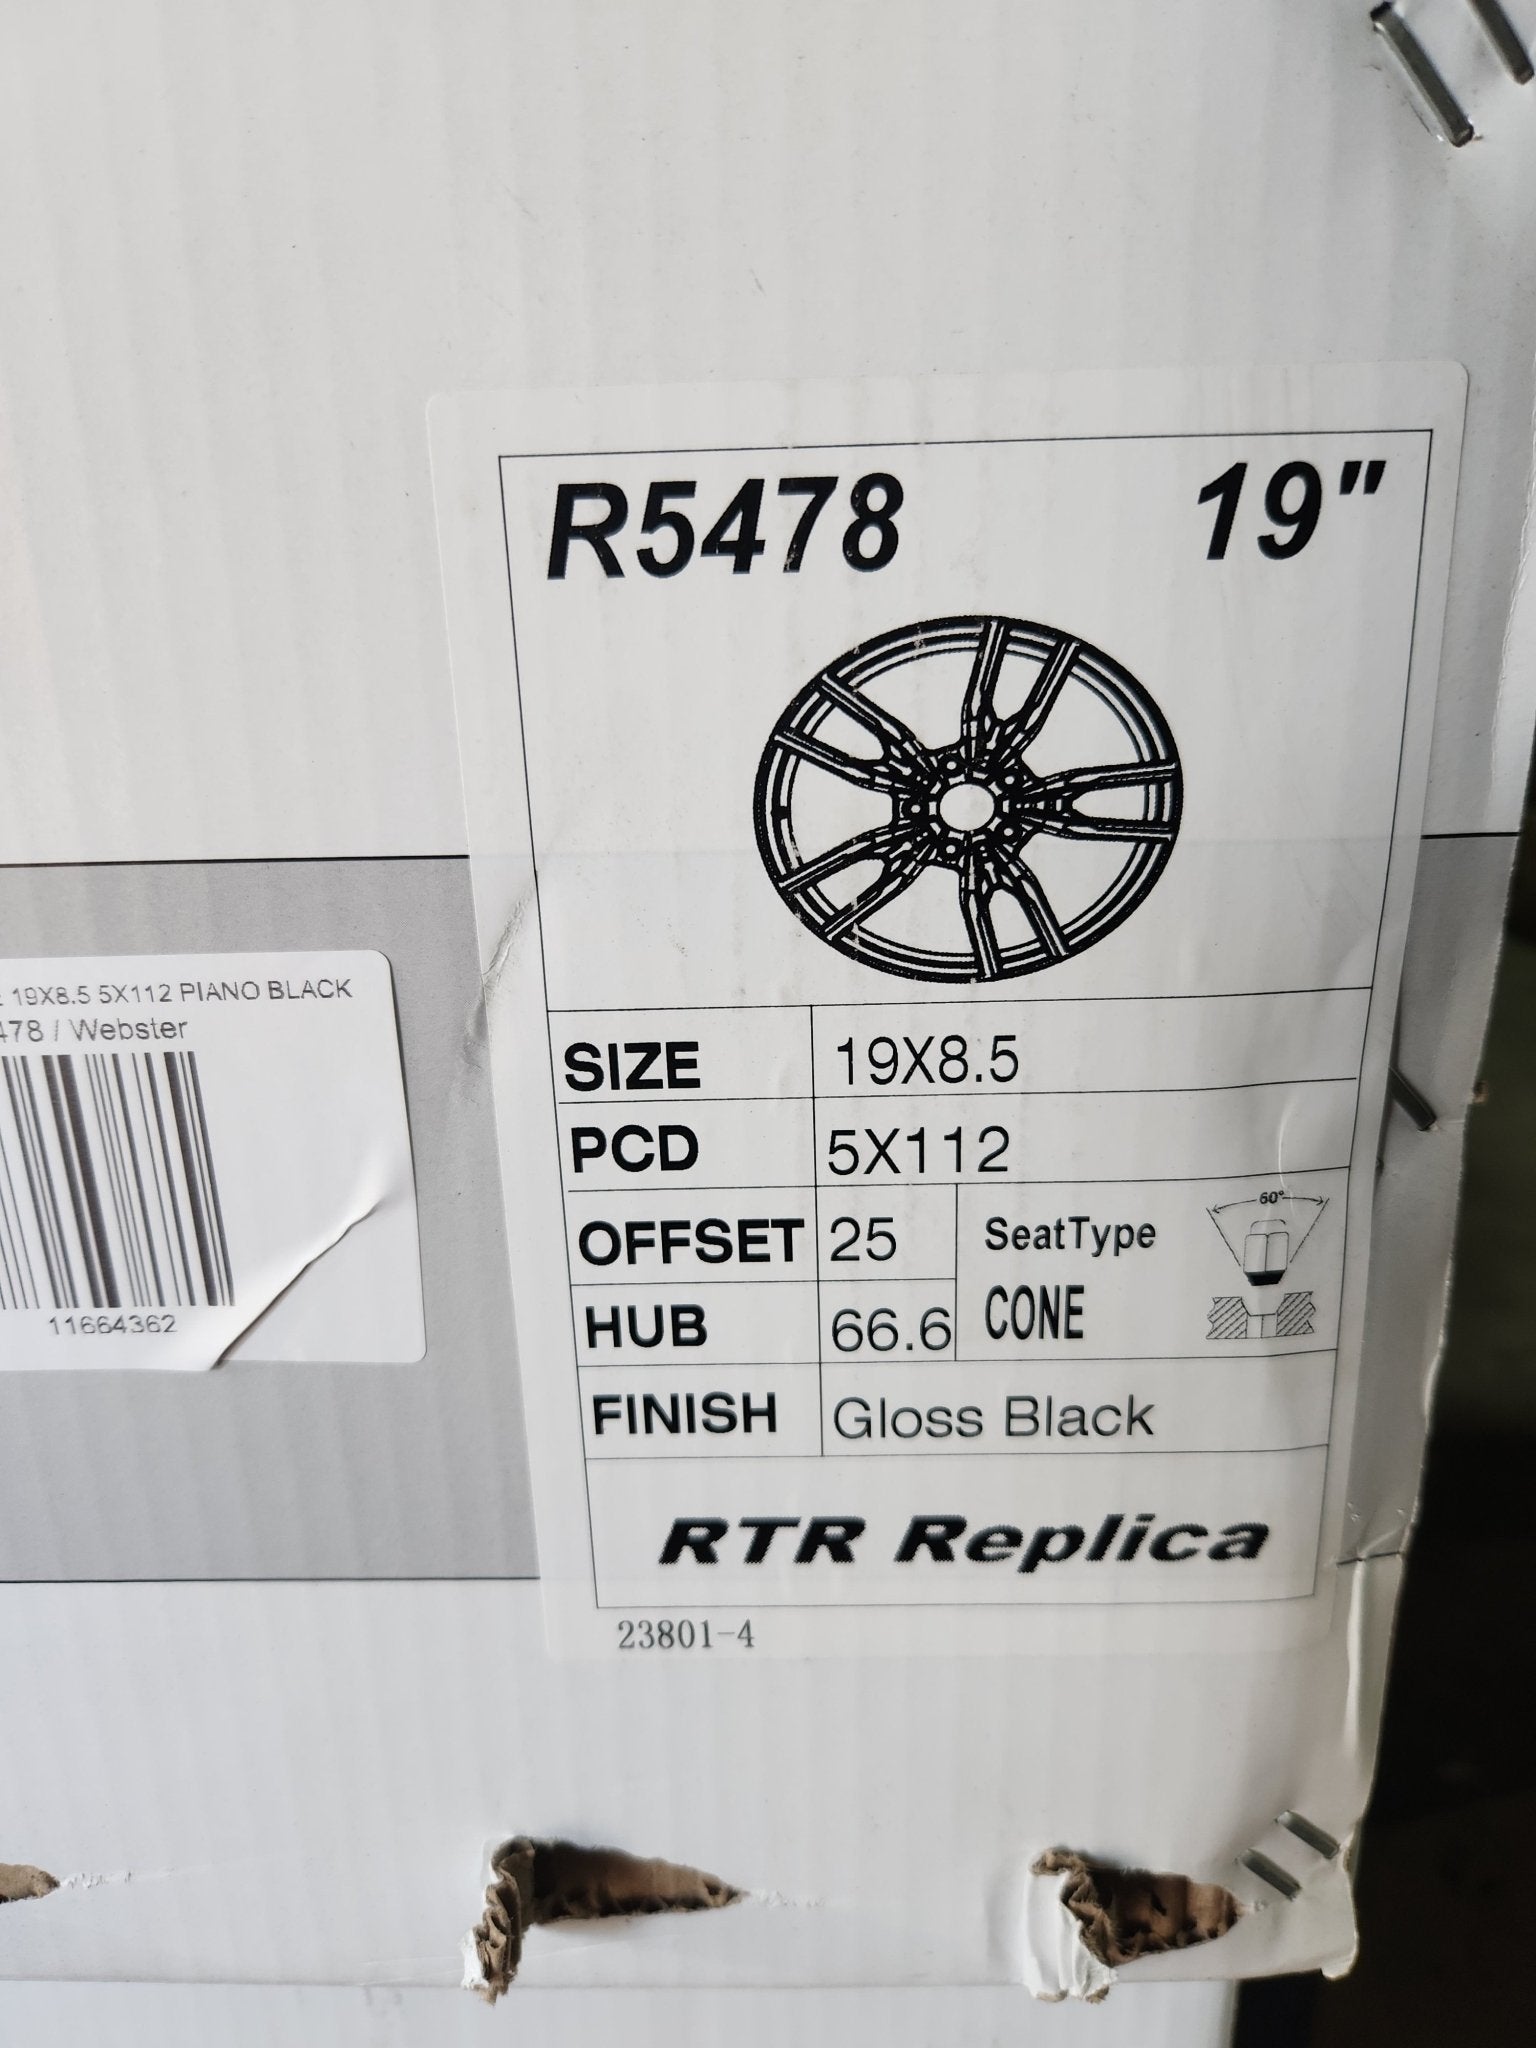 R5478 19"
19X8.5 5X112 PIANO BLACK
478 / Webster
11664362
SIZE 19X8.5
PCD 5X112
OFFSET 25
HUB 66.6
SeatType
CONE
60°
FINISH Gloss Black
RTR Replica
23801-4